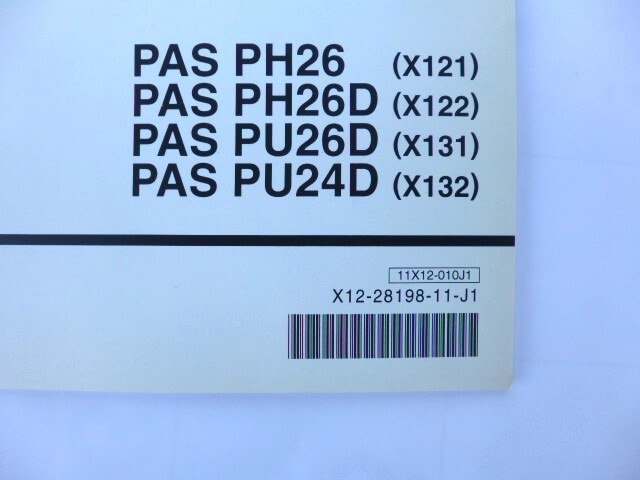 PAS PH26 (X121)
PAS PH26D (X122)
PAS PU26D (X131)
PAS PU24D (X132)
11X12-010J1
X12-28198-11-J1